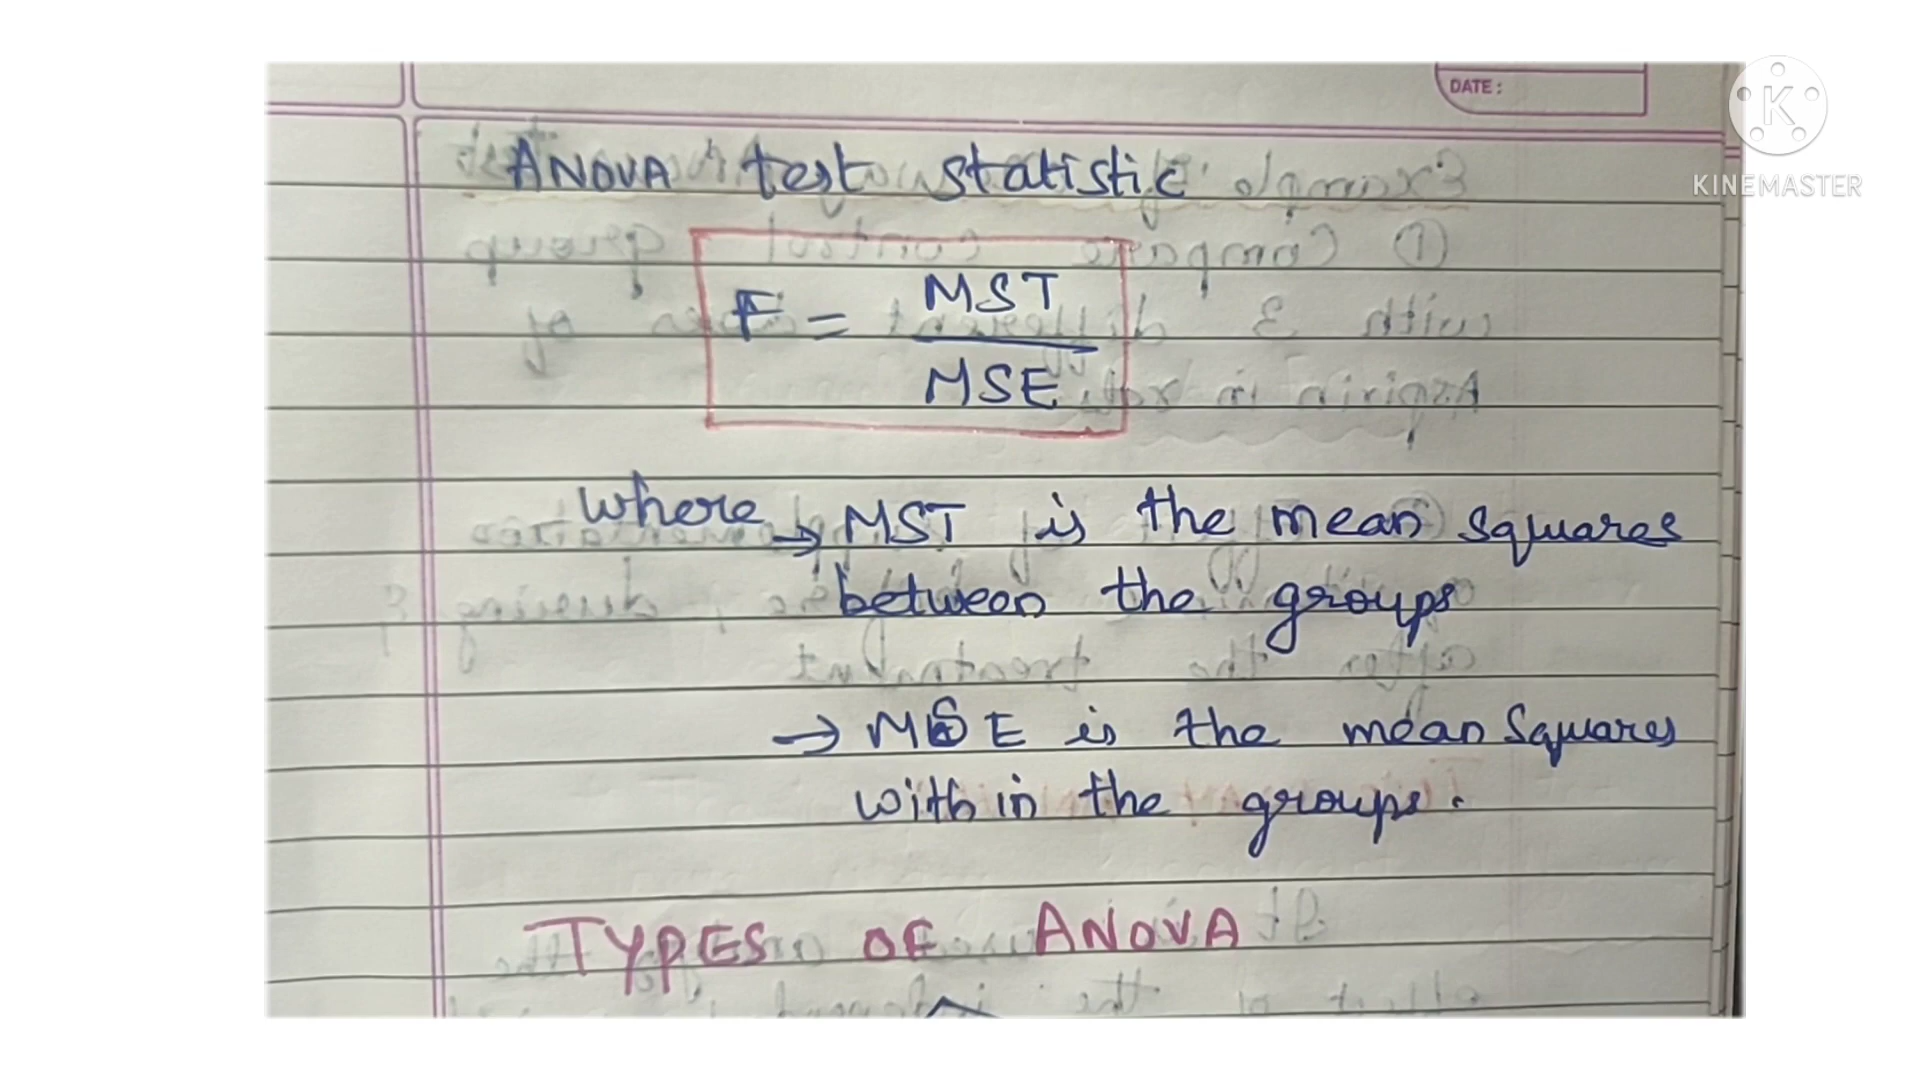 DATE:
KINEMASTER
ANOVA test statistic
F = MST
MSE
where → MST is the mean squares
between the groups
→ MSE is the mean Squares
with in the groups.
TYPES OF ANOVA